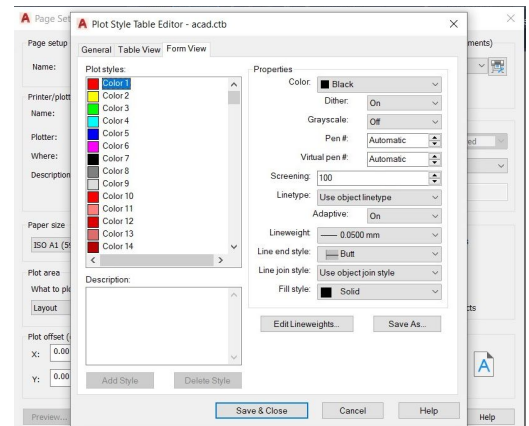 Page Set
Plot Style Table Editor - acad.ctb
General Table View Form View
Page setup
Name:
Printer/plott
Name:
Plotter:
Where:
Description
Paper size
ISO A1 (5
Plot area
What to plo
Layout
Plot offset (
X: 0.00
Y: 0.00
Preview...
Plot styles:
Color 1
Color 2
Color 3
Color 4
Color 5
Color 6
Color 7
Color 8
Color 9
Color 10
Color 11
Color 12
Color 13
Color 14
Description:
Add Style Delete Style
Properties
Color: Black
Dither: On
Grayscale: Off
Pen #: Automatic
Virtual pen #: Automatic
Screening: 100
Linetype: Use object linetype
Adaptive: On
Lineweight: 0.0500 mm
Line end style: Butt
Line join style: Use object join style
Fill style: Solid
Edit Lineweights... Save As...
Save & Close Cancel Help
ments)
ed
cts
Help